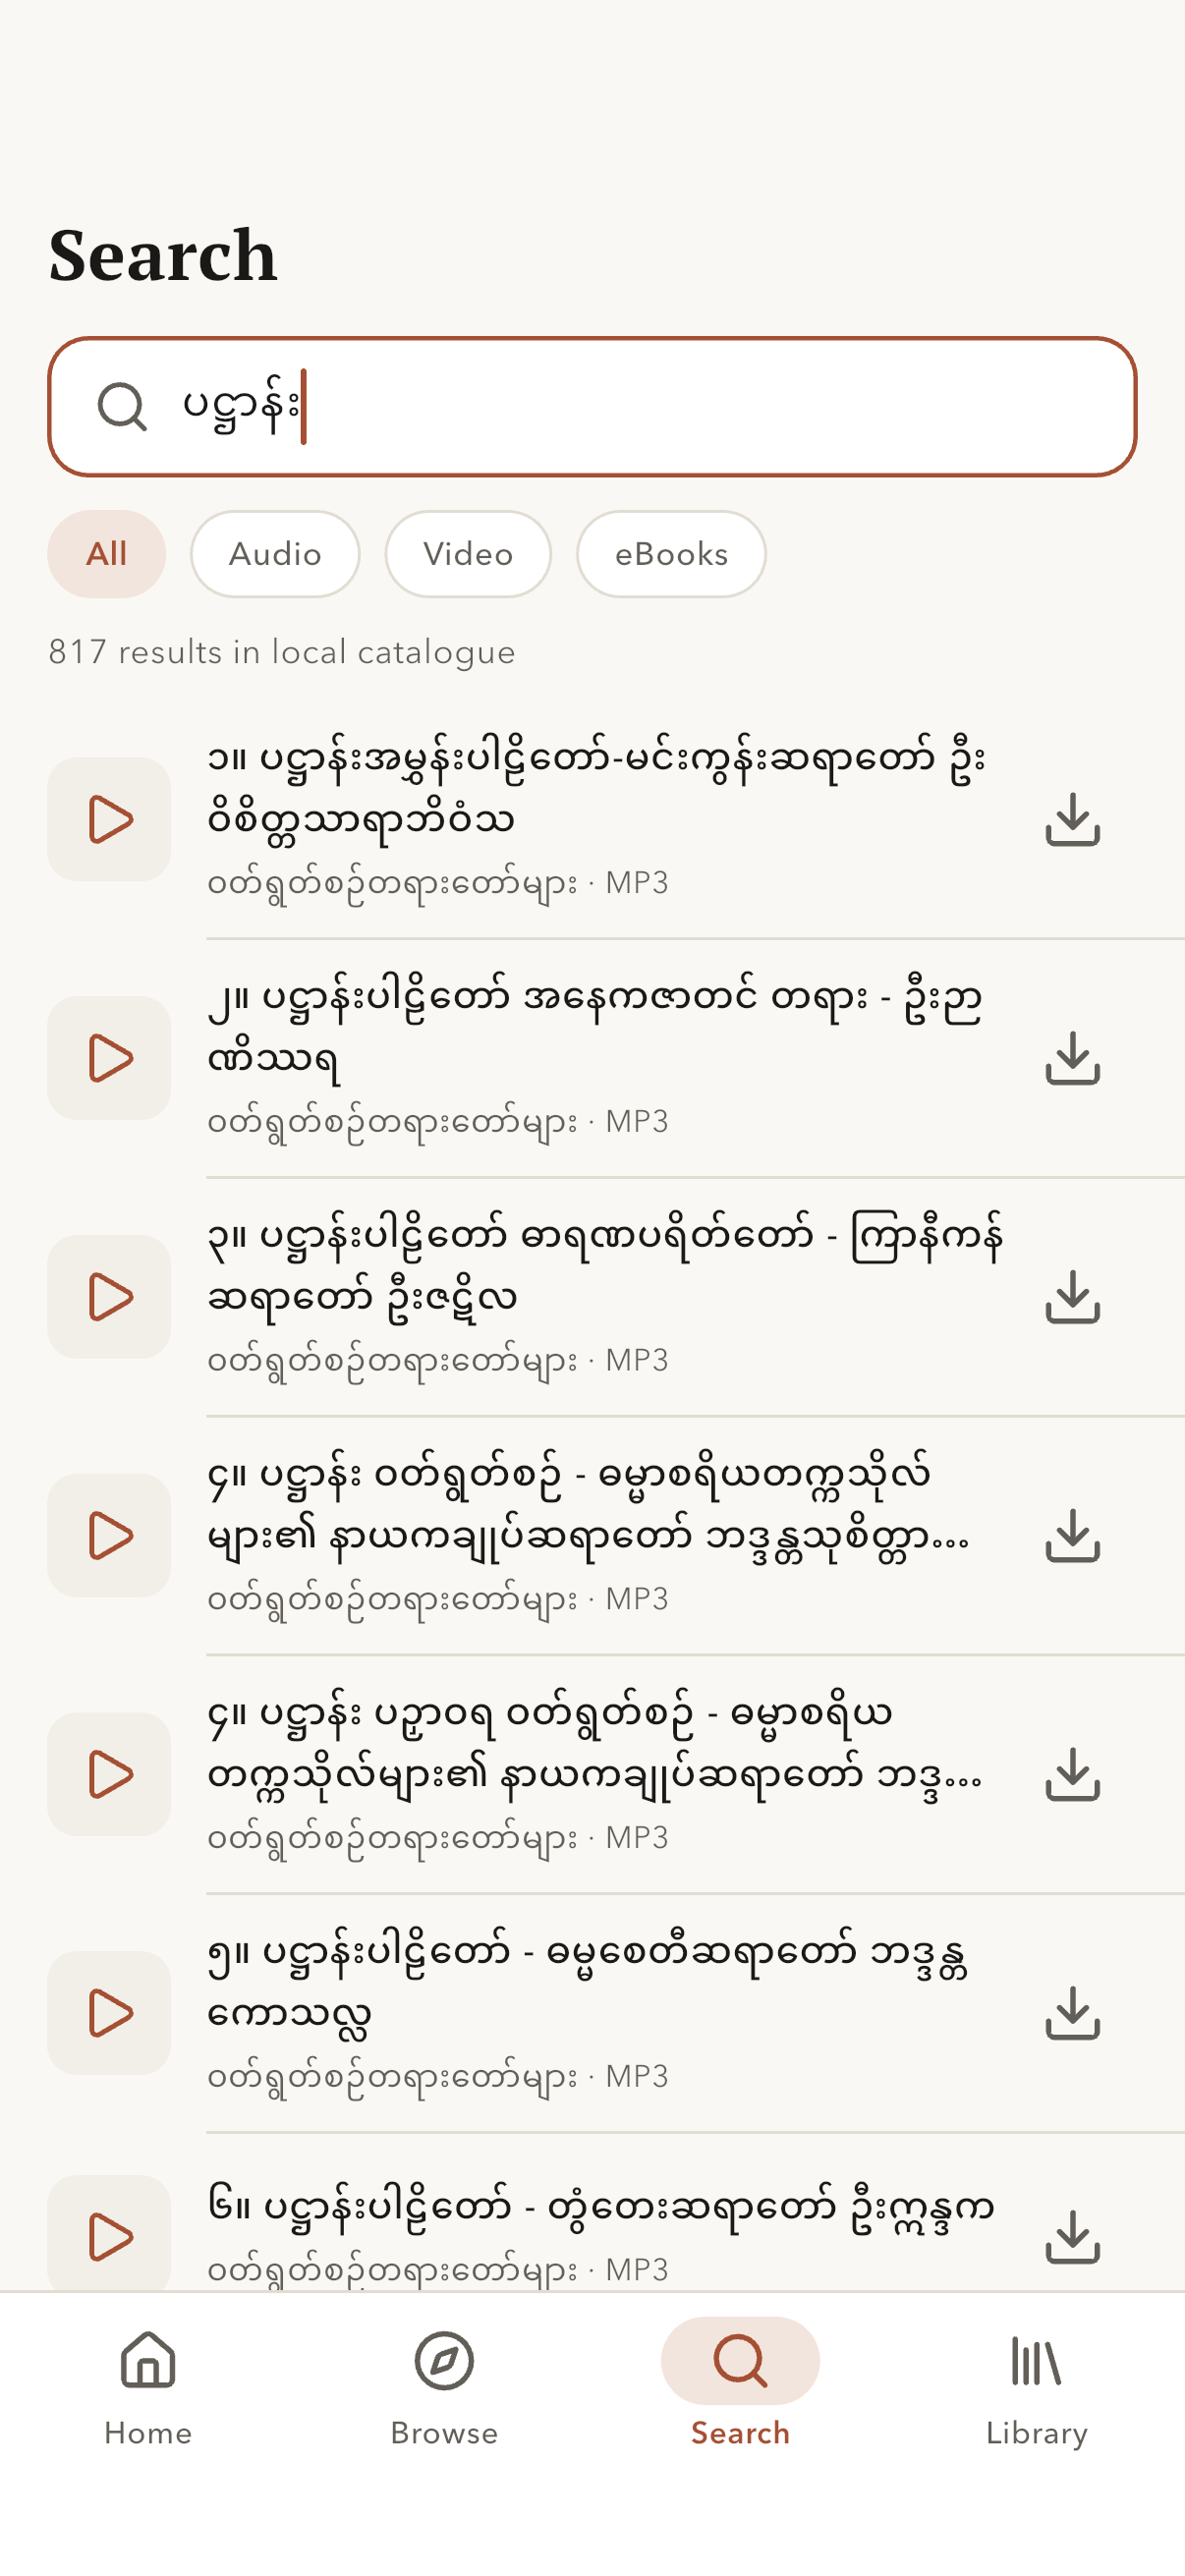 Search
ပဋ္ဌာန်း
All
Audio
Video
eBooks
817 results in local catalogue
၁။ ပဋ္ဌာန်းအမွှန်းပါဠိတော်-မင်းကွန်းဆရာတော် ဦး
ဝိစိတ္တသာရာဘိဝံသ
ဝတ်ရွတ်စဉ်တရားတော်များ · MP3
၂။ ပဋ္ဌာန်းပါဠိတော် အနေကဇာတင် တရား - ဦးဉာ
ဏိဿရ
ဝတ်ရွတ်စဉ်တရားတော်များ · MP3
၃။ ပဋ္ဌာန်းပါဠိတော် ဓာရဏပရိတ်တော် - ကြာနီကန်
ဆရာတော် ဦးဇဋိလ
ဝတ်ရွတ်စဉ်တရားတော်များ · MP3
၄။ ပဋ္ဌာန်း ဝတ်ရွတ်စဉ် - ဓမ္မာစရိယတက္ကသိုလ်
များ၏ နာယကချုပ်ဆရာတော် ဘဒ္ဒန္တသုစိတ္တာ...
ဝတ်ရွတ်စဉ်တရားတော်များ · MP3
၄။ ပဋ္ဌာန်း ပဉှာဝရ ဝတ်ရွတ်စဉ် - ဓမ္မာစရိယ
တက္ကသိုလ်များ၏ နာယကချုပ်ဆရာတော် ဘဒ္ဒ...
ဝတ်ရွတ်စဉ်တရားတော်များ · MP3
၅။ ပဋ္ဌာန်းပါဠိတော် - ဓမ္မစေတီဆရာတော် ဘဒ္ဒန္တ
ကောသလ္လ
ဝတ်ရွတ်စဉ်တရားတော်များ · MP3
၆။ ပဋ္ဌာန်းပါဠိတော် - တွံတေးဆရာတော် ဦးဣန္ဒက
ဝတ်ရွတ်စဉ်တရားတော်များ · MP3
Home
Browse
Search
Library